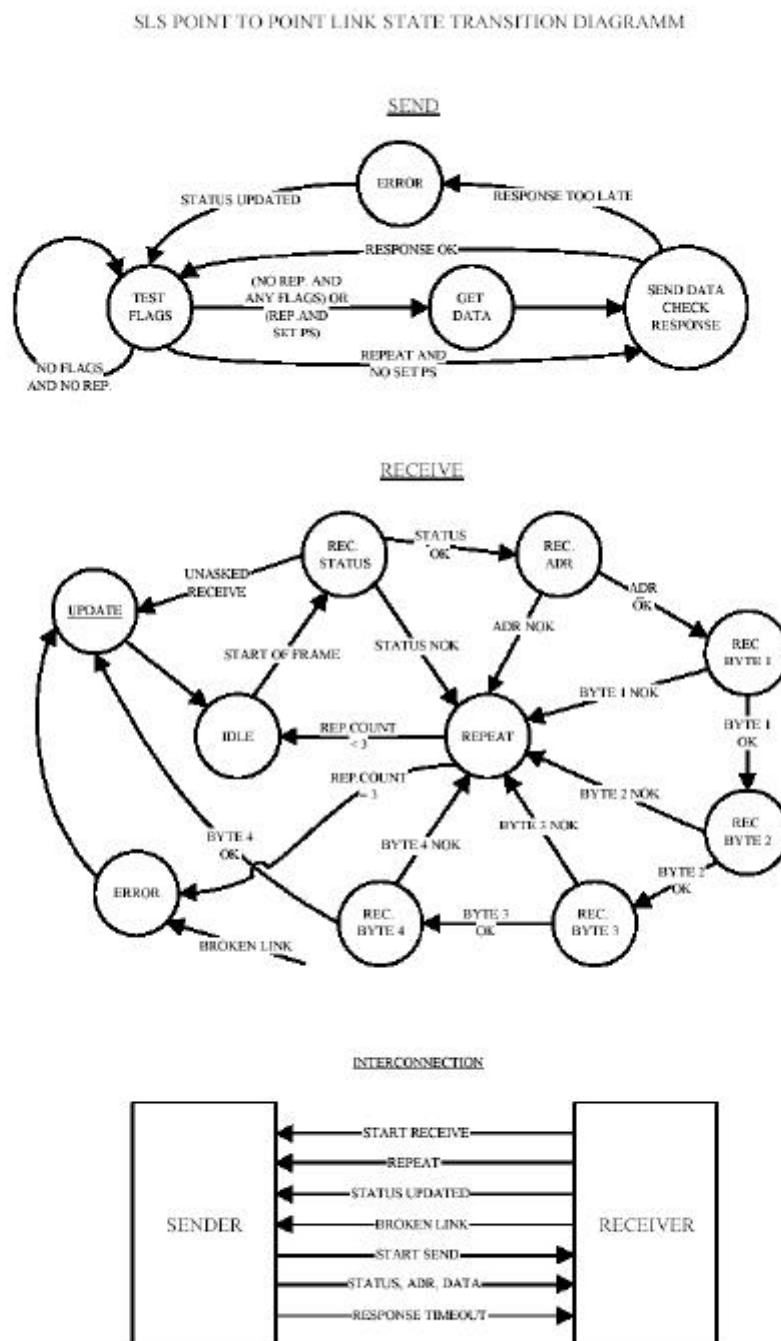 SLS POINT TO POINT LINK STATE TRANSITION DIAGRAMM
SEND
ERROR
STATUS UPDATED
RESPONSE TOO LATE
RESPONSE OK
TEST
FLAGS
(NO REP. AND
ANY FLAGS) OR
(REP.AND
SET PS)
GET
DATA
SEND DATA
CHECK
RESPONSE
NO FLAGS
AND NO REP.
REPEAT AND
NO SET PS
RECEIVE
REC.
STATUS
STATUS
OK
REC.
ADR
UNASKED
RECEIVE
ADR
OK
UPDATE
START OF FRAME
STATUS NOK
ADR NOK
REC
BYTE 1
BYTE 1 NOK
IDLE
REP.COUNT
< 3
REPEAT
BYTE 1
OK
REP.COUNT
= 3
BYTE 2 NOK
REC
BYTE 2
BYTE 4
OK
BYTE 4 NOK
BYTE 3 NOK
BYTE 2
OK
ERROR
REC.
BYTE 4
BYTE 3
OK
REC.
BYTE 3
BROKEN LINK
INTERCONNECTION
START RECEIVE
REPEAT
STATUS UPDATED
SENDER
BROKEN LINK
RECEIVER
START SEND
STATUS, ADR, DATA
RESPONSE TIMEOUT